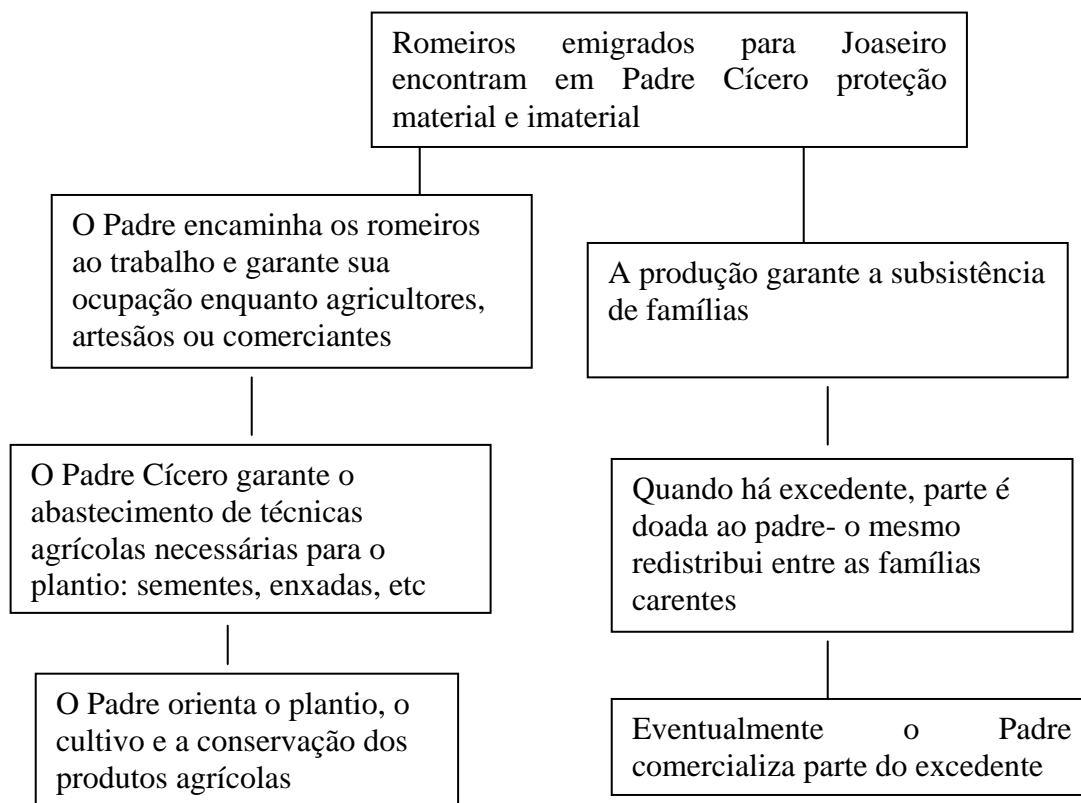 Romeiros emigrados para Joaseiro
encontram em Padre Cícero proteção
material e imaterial
O Padre encaminha os romeiros
ao trabalho e garante sua
ocupação enquanto agricultores,
artesãos ou comerciantes
A produção garante a subsistência
de famílias
O Padre Cícero garante o
abastecimento de técnicas
agrícolas necessárias para o
plantio: sementes, enxadas, etc
Quando há excedente, parte é
doada ao padre- o mesmo
redistribui entre as famílias
carentes
O Padre orienta o plantio, o
cultivo e a conservação dos
produtos agrícolas
Eventualmente o Padre
comercializa parte do excedente